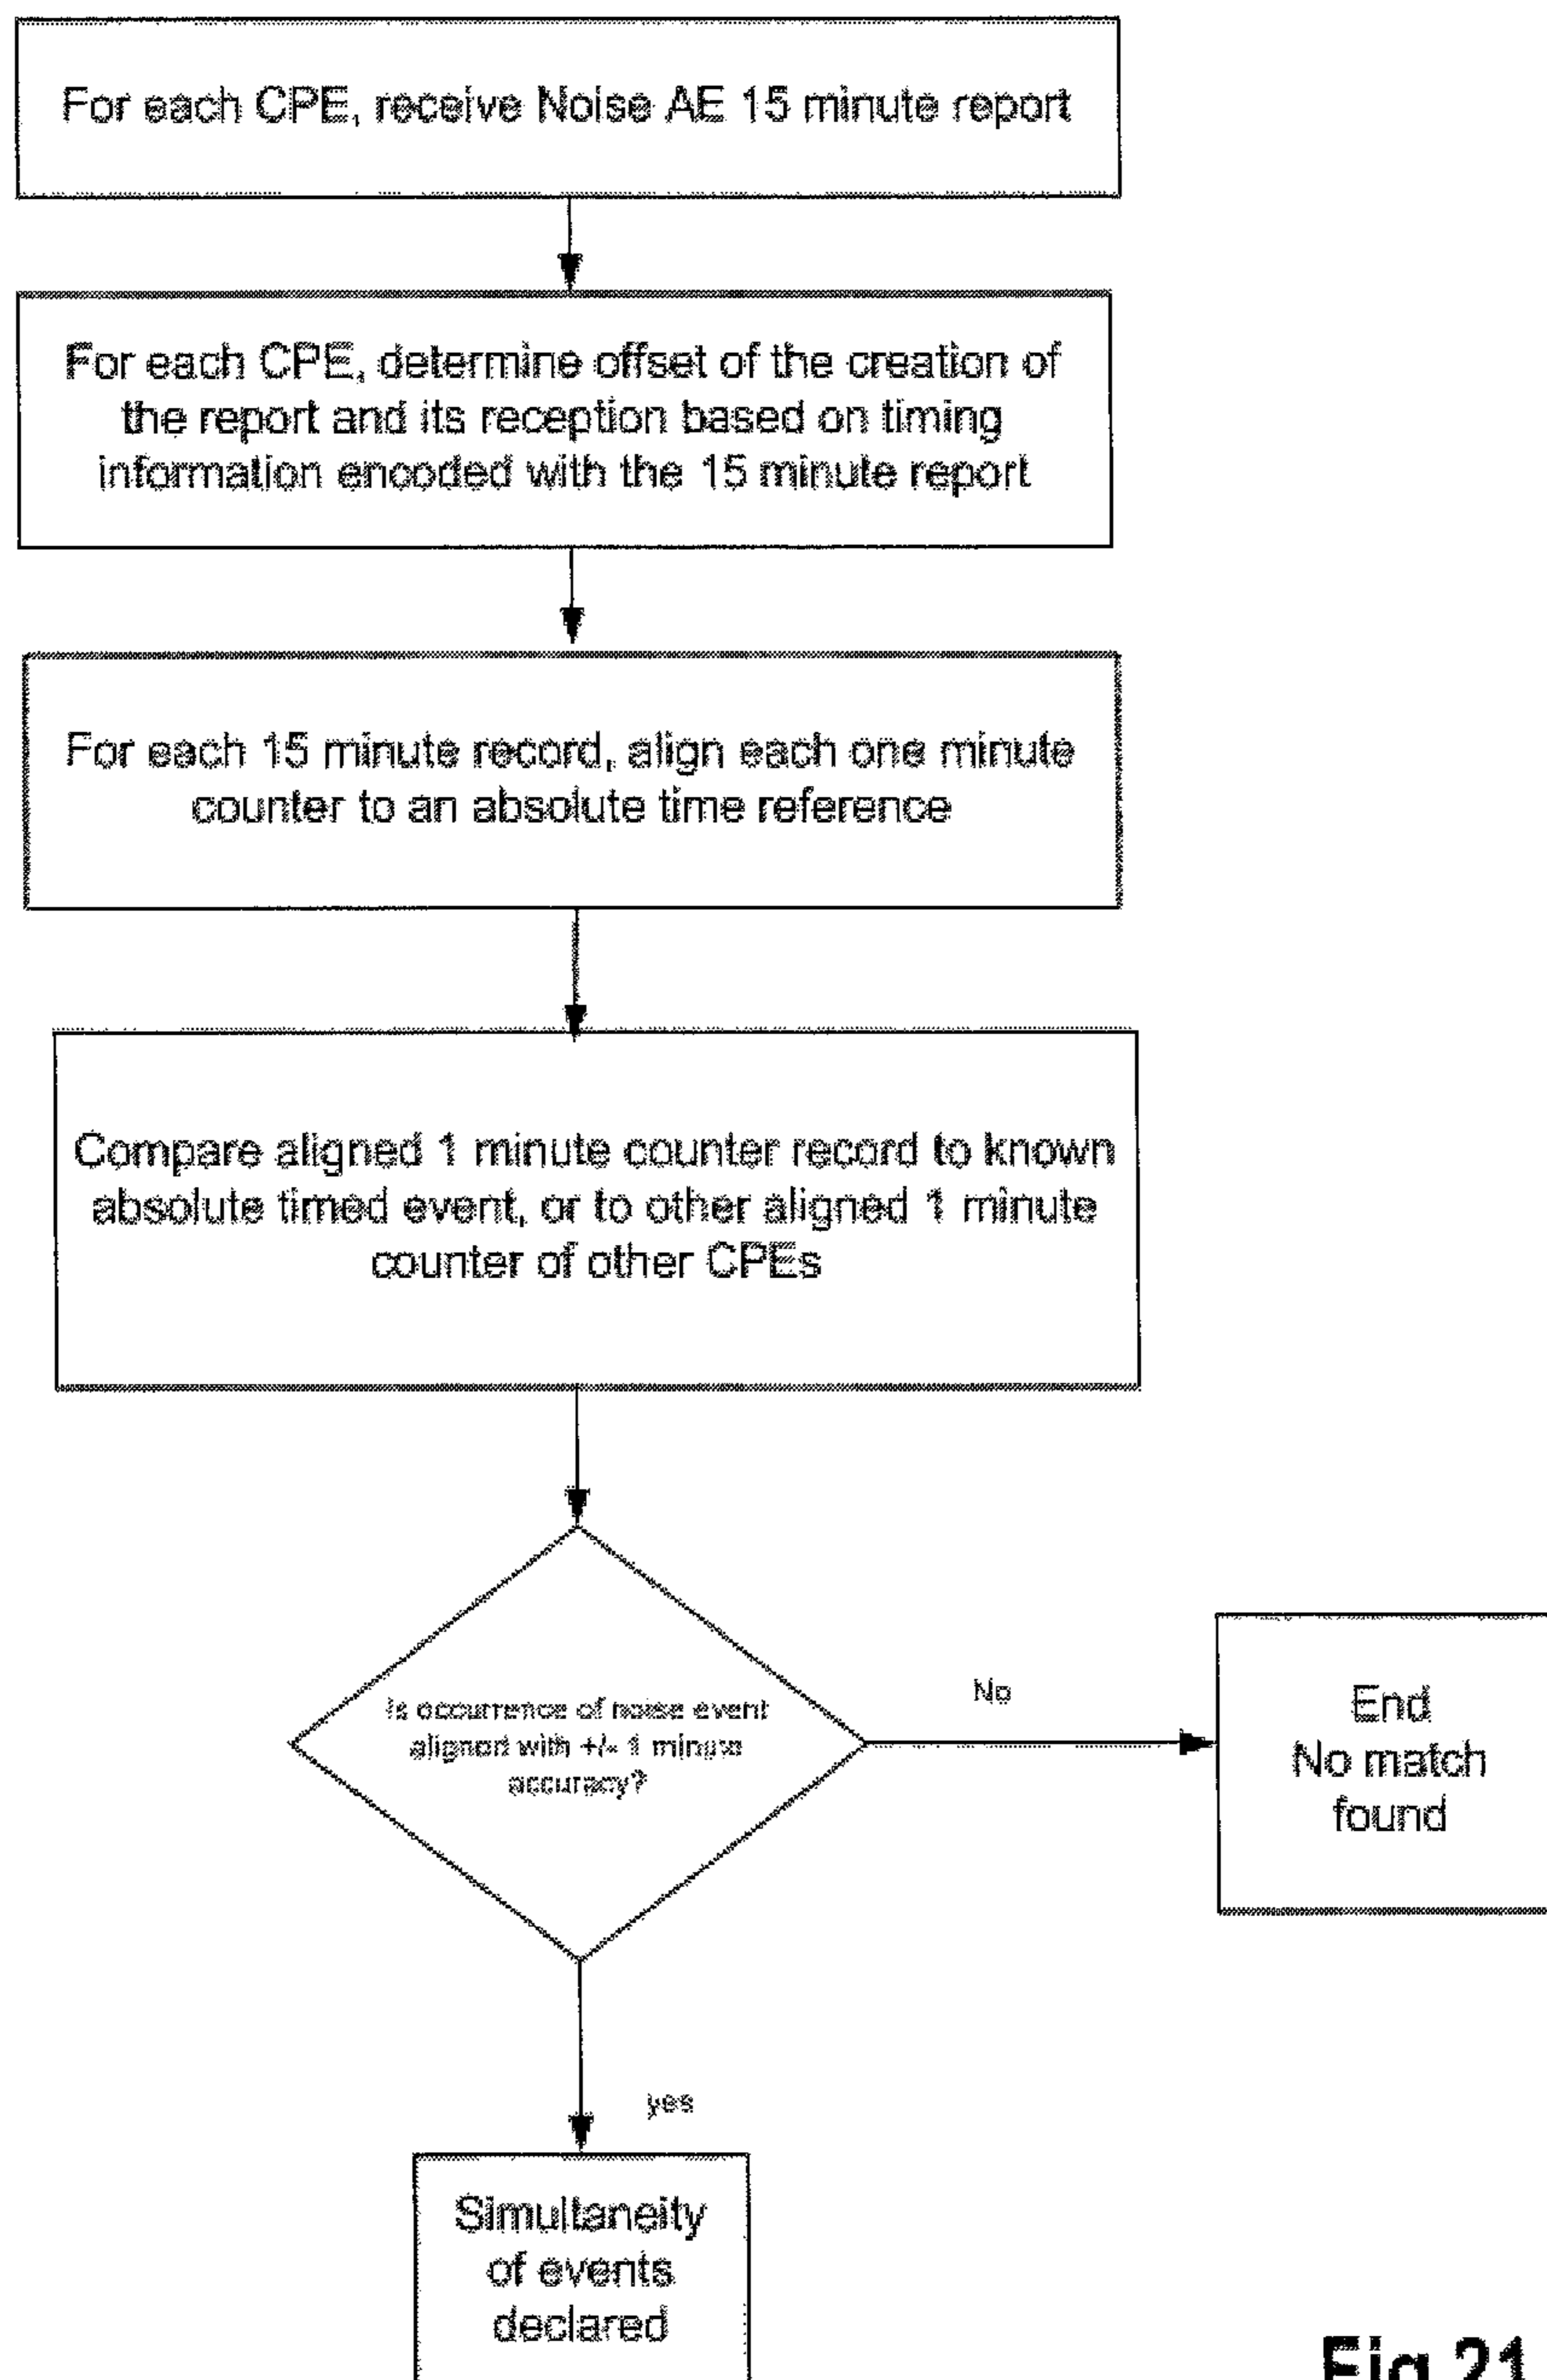 For each CPE, receive Noise AE 15 minute report
For each CPE, determine offset of the creation of
the report and its reception based on timing
information encoded with the 15 minute report
For each 15 minute record, align each one minute
counter to an absolute time reference
Compare aligned 1 minute counter record to known
absolute timed event, or to other aligned 1 minute
counter of other CPEs
Is occurrence of noise event
aligned with +/- 1 minute
accuracy?
No
End
No match
found
yes
Simultaneity
of events
declared
Fig 21